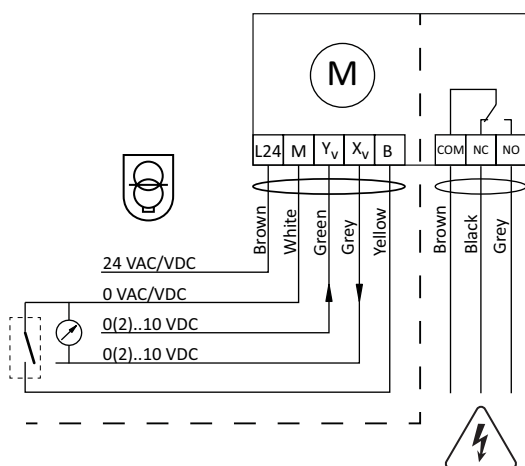 M
L24 M Yv Xv B COM NC NO
Brown White Green Grey Yellow Brown Black Grey
24 VAC/VDC
0 VAC/VDC
0(2)..10 VDC
0(2)..10 VDC